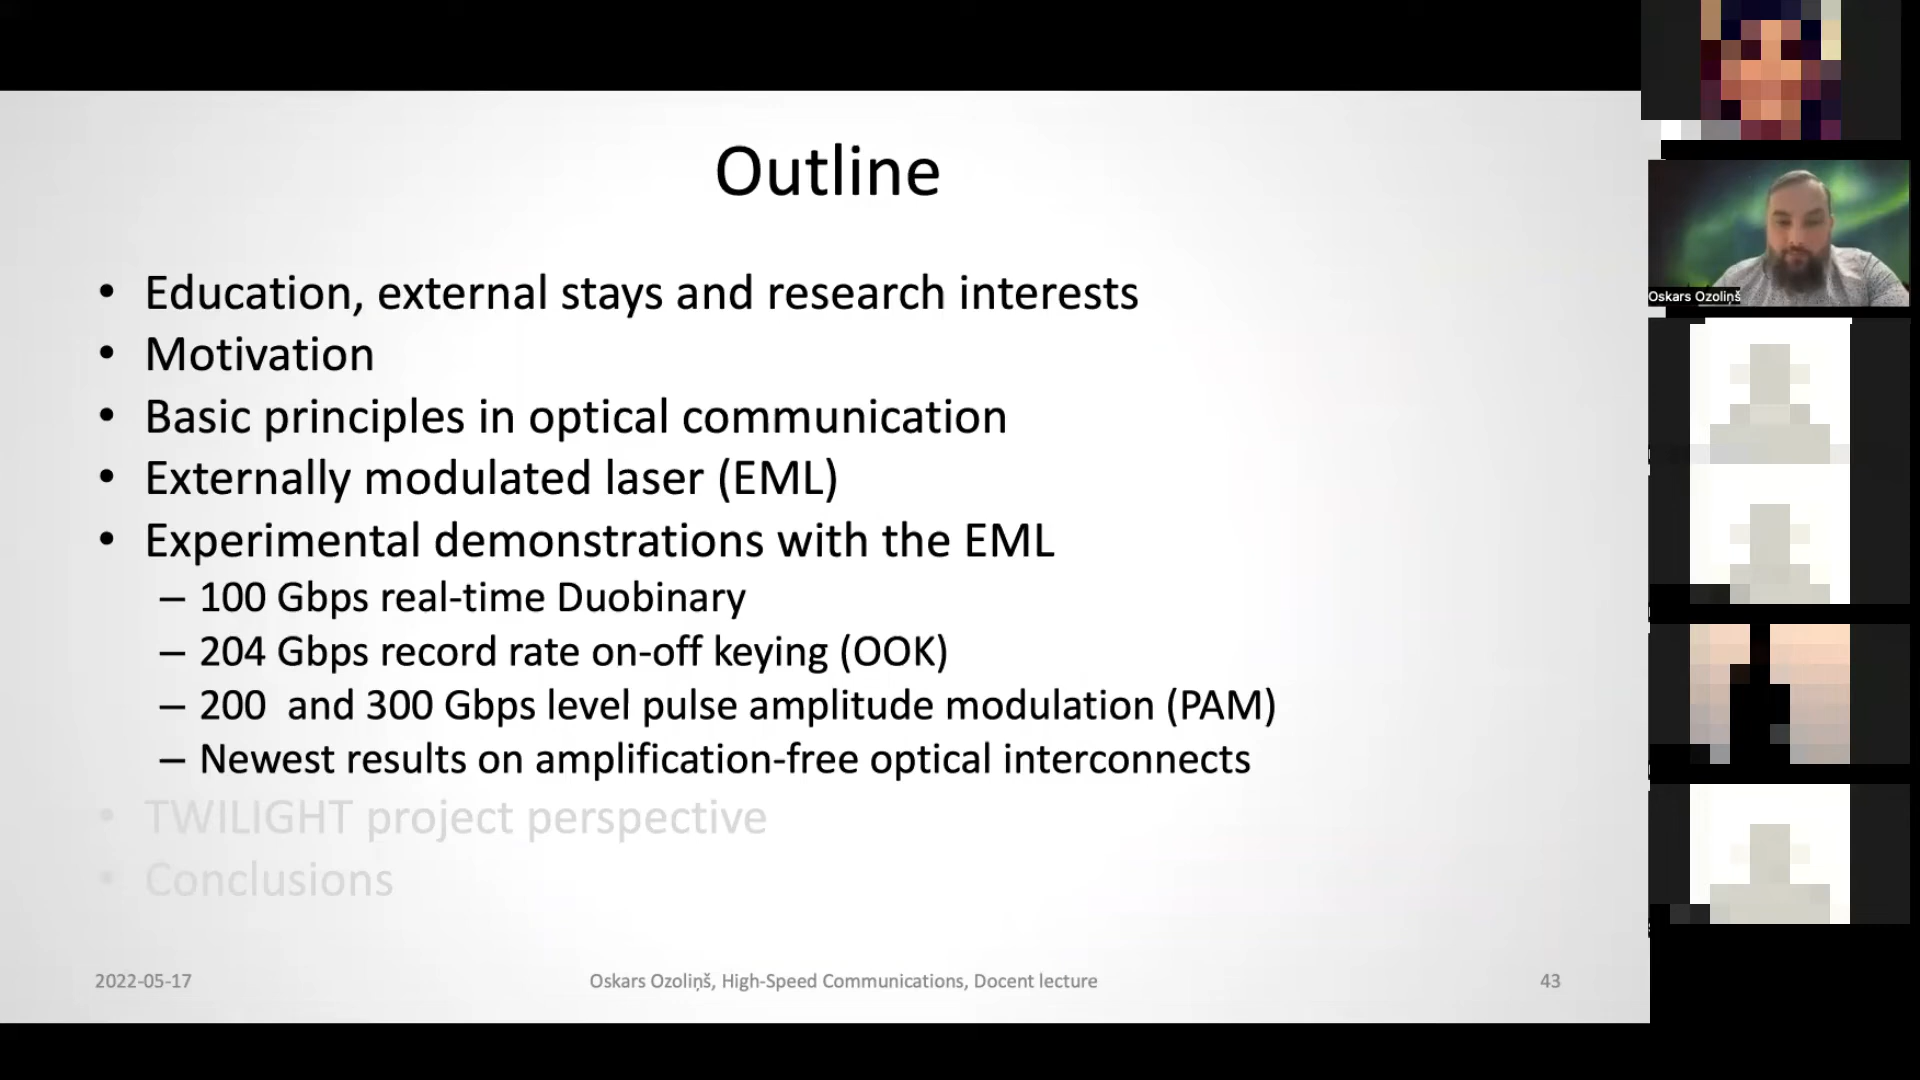 Outline
• Education, external stays and research interests
• Motivation
• Basic principles in optical communication
• Externally modulated laser (EML)
• Experimental demonstrations with the EML
– 100 Gbps real-time Duobinary
– 204 Gbps record rate on-off keying (OOK)
– 200  and 300 Gbps level pulse amplitude modulation (PAM)
– Newest results on amplification-free optical interconnects
• TWILIGHT project perspective
• Conclusions
2022-05-17
Oskars Ozoliņš, High-Speed Communications, Docent lecture
43
Oskars Ozoliņš